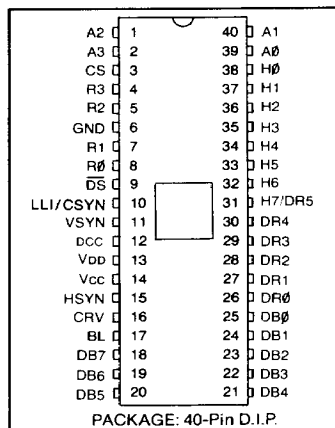 A2 1 40 A1
A3 2 39 AØ
CS 3 38 HØ
R3 4 37 H1
R2 5 36 H2
GND 6 35 H3
R1 7 34 H4
RØ 8 33 H5
DS 9 32 H6
LLI/CSYN 10 31 H7/DR5
VSYN 11 30 DR4
DCC 12 29 DR3
VDD 13 28 DR2
VCC 14 27 DR1
HSYN 15 26 DRØ
CRV 16 25 DBØ
BL 17 24 DB1
DB7 18 23 DB2
DB6 19 22 DB3
DB5 20 21 DB4
PACKAGE: 40-Pin D.I.P.